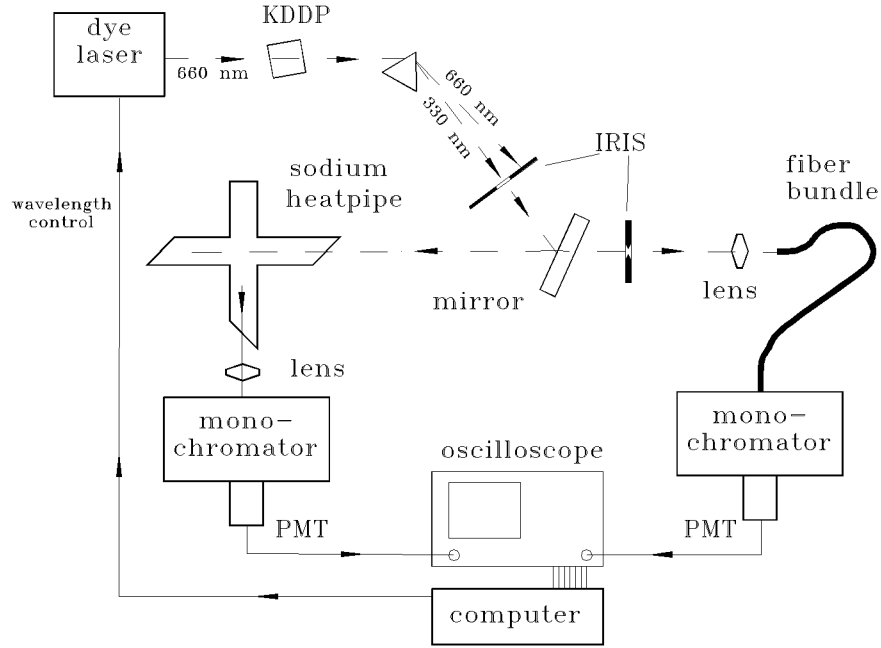 KDDP
dye
laser
660 nm
660 nm
330 nm
IRIS
fiber
bundle
sodium
heatpipe
wavelength
control
mirror
lens
lens
mono-
chromator
mono-
chromator
oscilloscope
PMT
PMT
computer